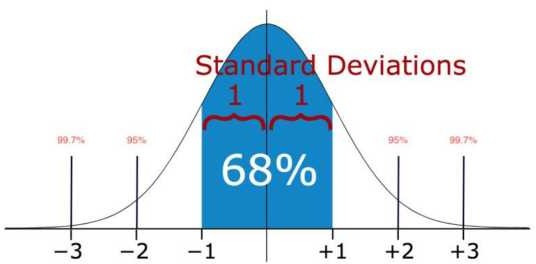 Standard Deviations
1 1
99.7% 95% 95% 99.7%
68%
−3 −2 −1 +1 +2 +3